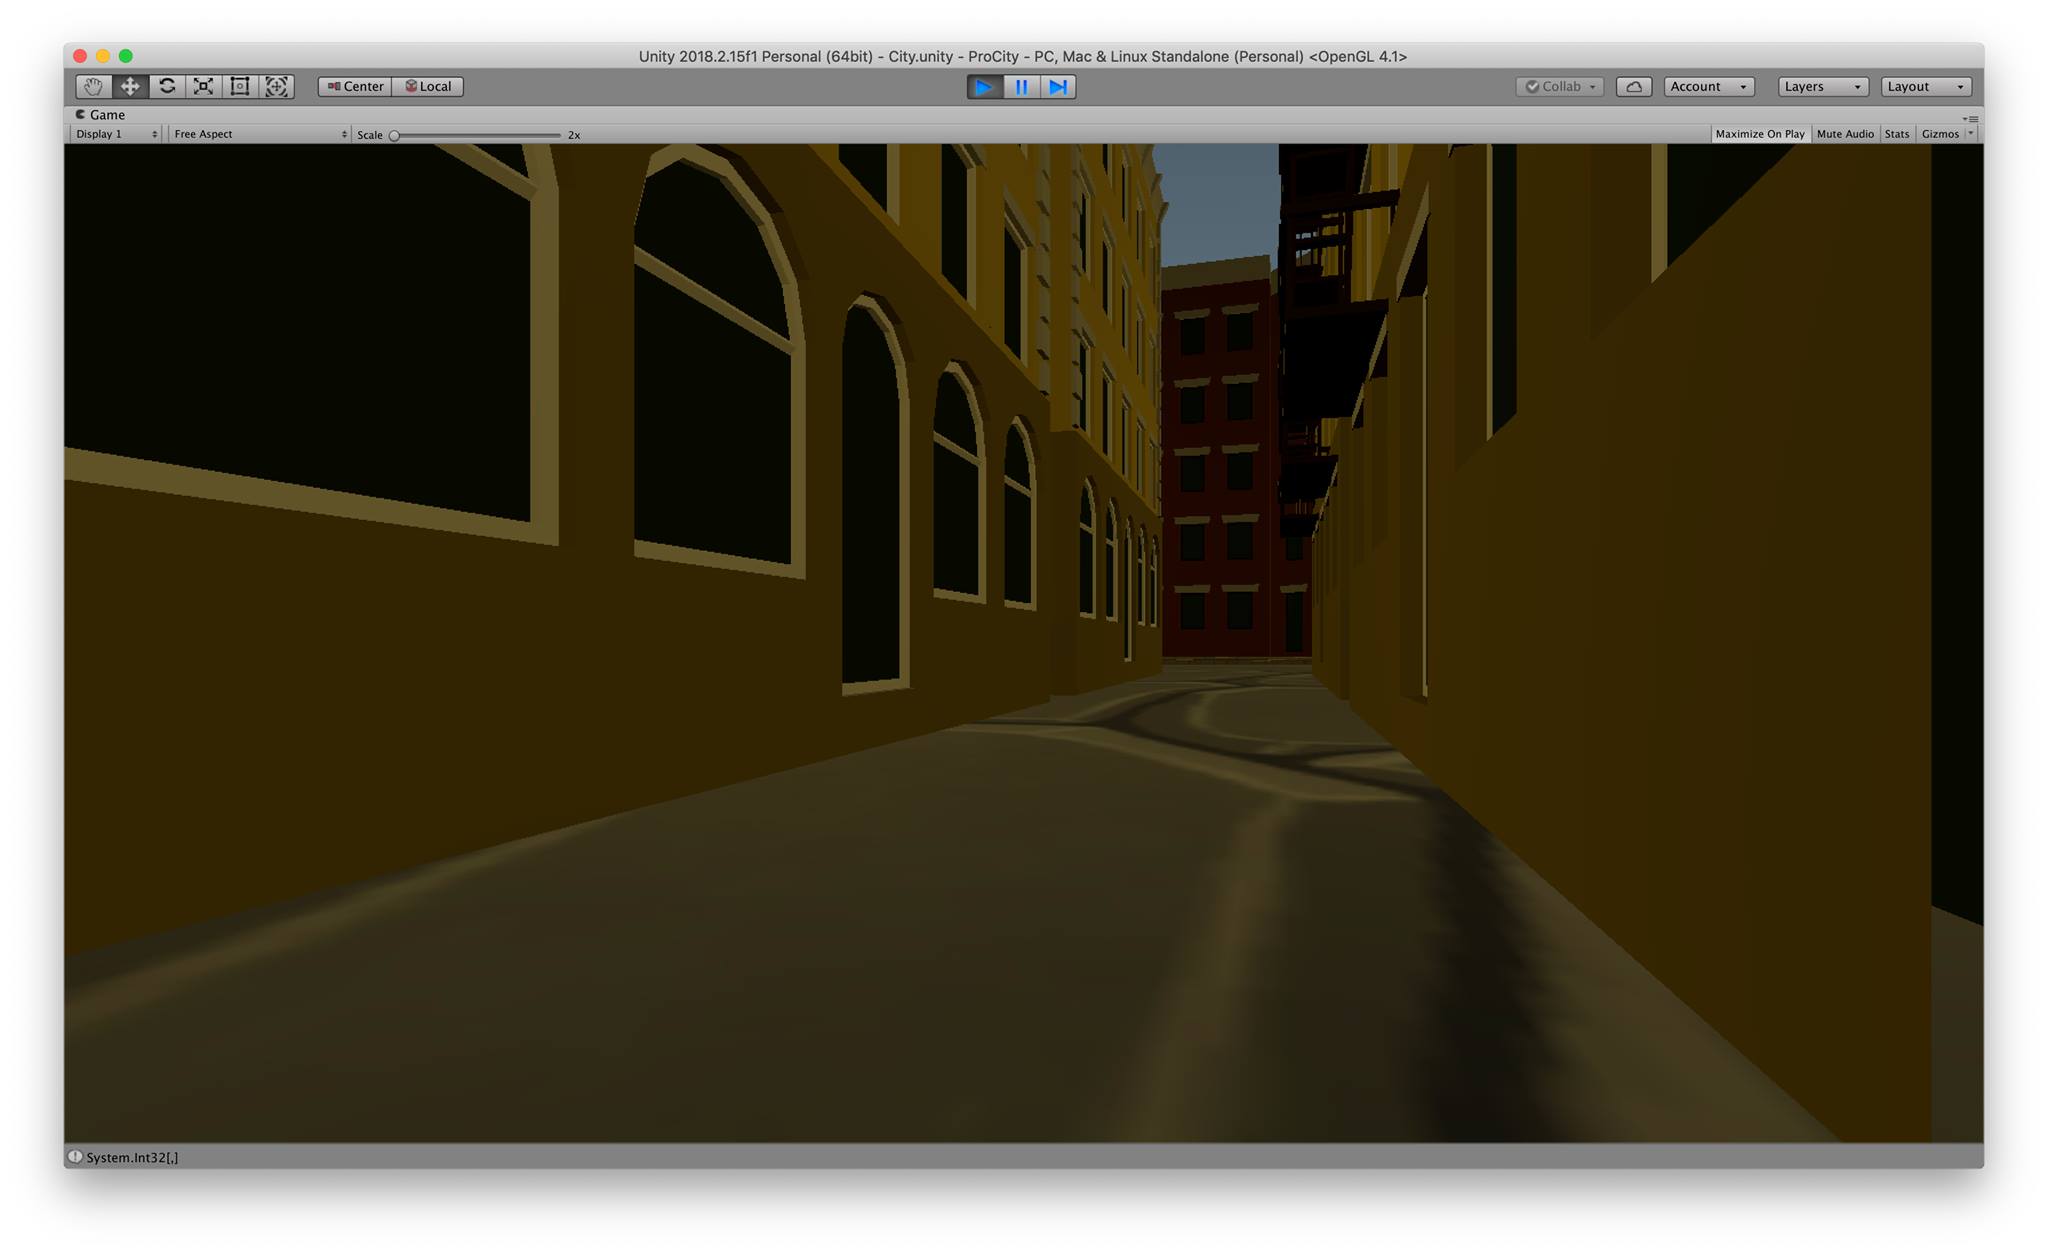 Unity 2018.2.15f1 Personal (64bit) - City.unity - ProCity - PC, Mac & Linux Standalone (Personal) <OpenGL 4.1>
Center Local Collab Account Layers Layout
Game
Display 1 Free Aspect Scale 2x Maximize On Play Mute Audio Stats Gizmos
System.Int32[,]